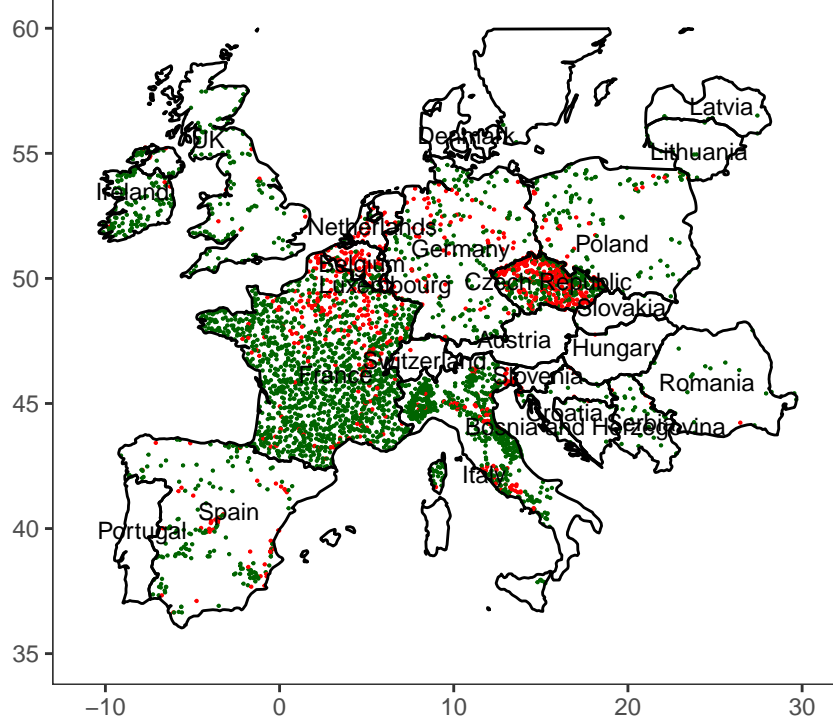 60
Latvia
UK
Denmark
55
Lithuania
Ireland
Netherlands
Germany
Poland
Belgium
50
Luxembourg
Czech Republic
Slovakia
Austria
Hungary
Switzerland
France
Slovenia
Romania
45
Croatia
Serbia
Bosnia and Herzegovina
Italy
Spain
40
Portugal
35
−10
0
10
20
30